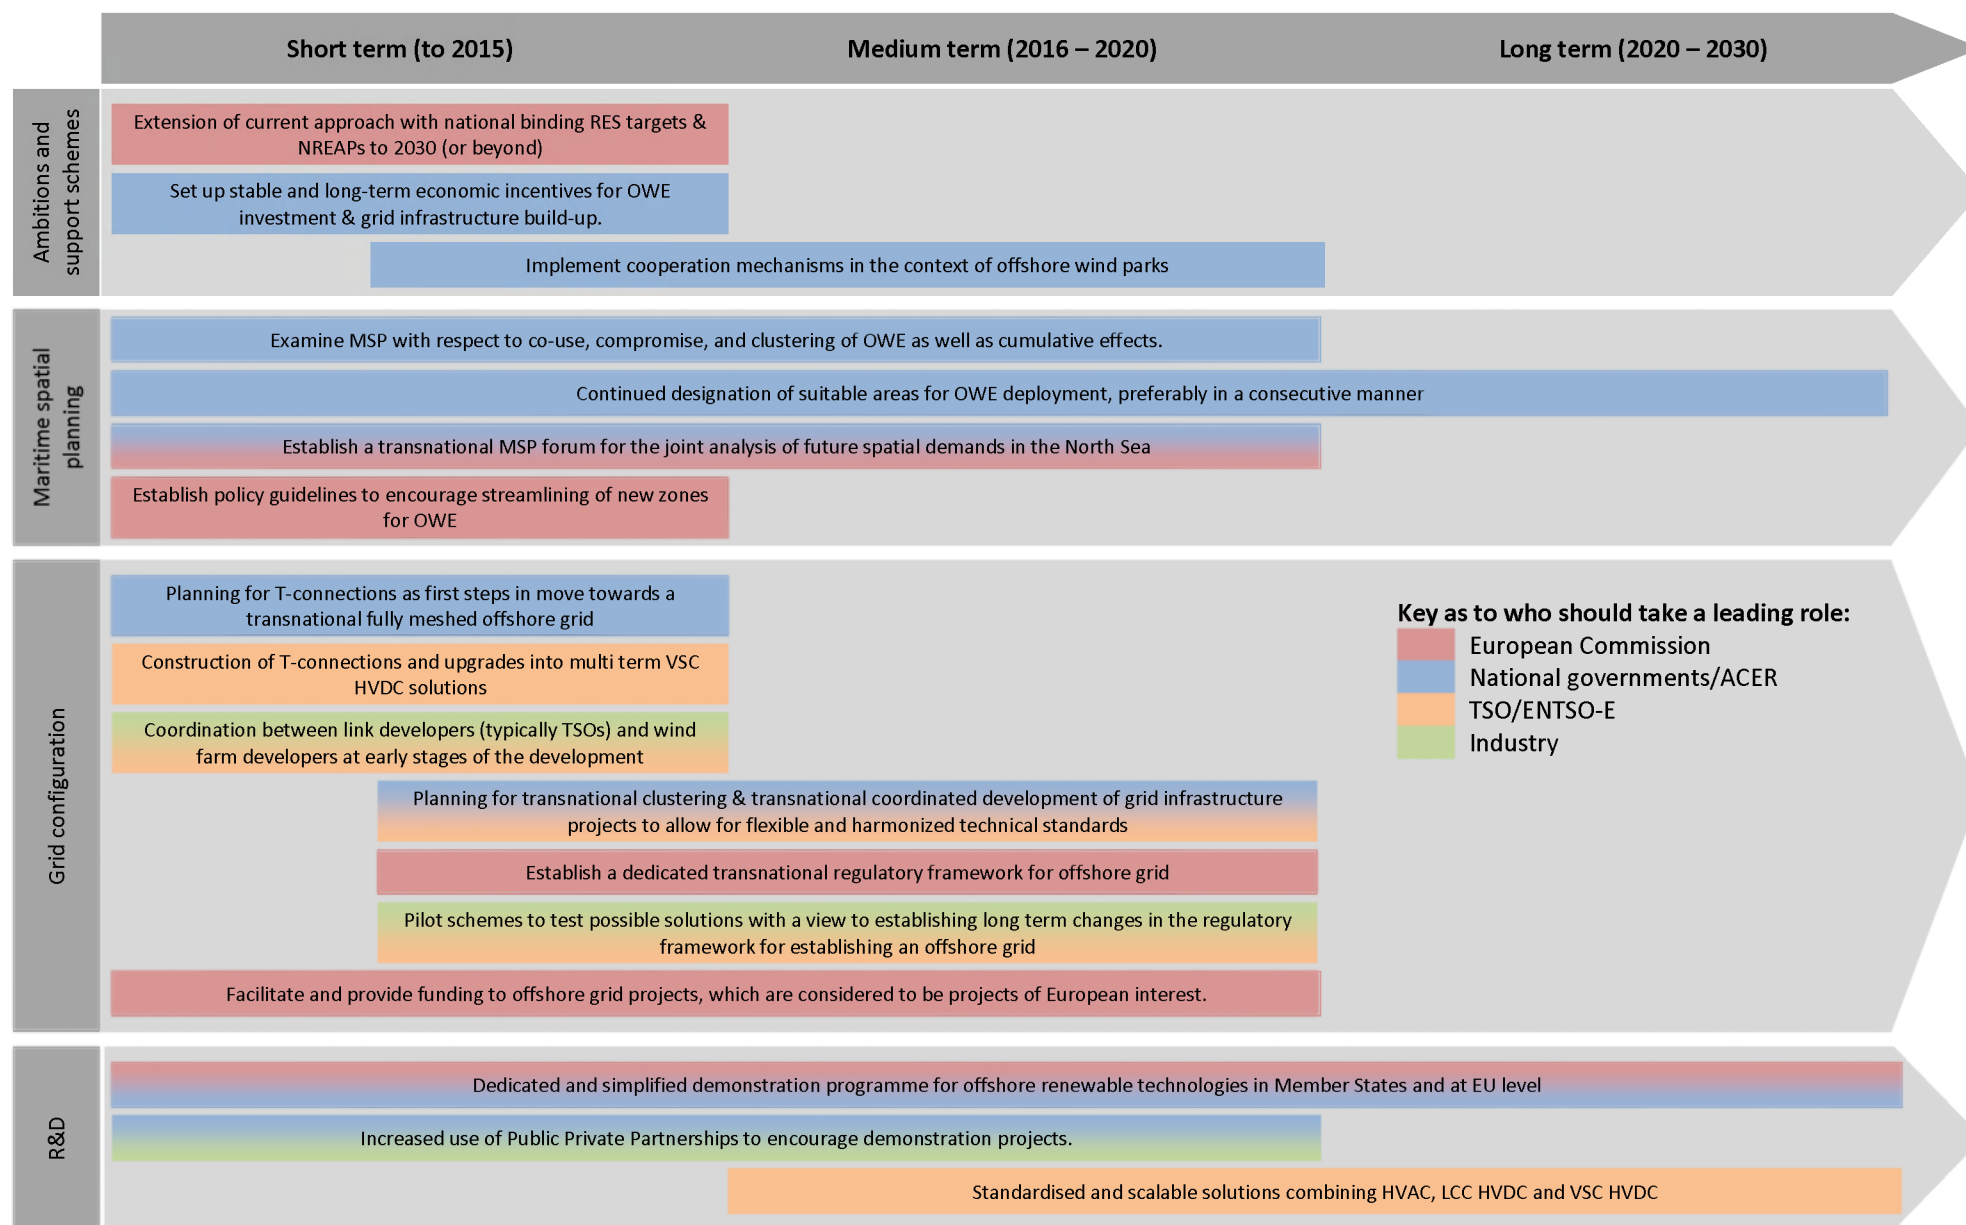 Short term (to 2015)
Medium term (2016 – 2020)
Long term (2020 – 2030)
Ambitions and
support schemes
Extension of current approach with national binding RES targets &
NREAPs to 2030 (or beyond)
Set up stable and long-term economic incentives for OWE
investment & grid infrastructure build-up.
Implement cooperation mechanisms in the context of offshore wind parks
Maritime spatial
planning
Examine MSP with respect to co-use, compromise, and clustering of OWE as well as cumulative effects.
Continued designation of suitable areas for OWE deployment, preferably in a consecutive manner
Establish a transnational MSP forum for the joint analysis of future spatial demands in the North Sea
Establish policy guidelines to encourage streamlining of new zones
for OWE
Grid configuration
Planning for T-connections as first steps in move towards a
transnational fully meshed offshore grid
Construction of T-connections and upgrades into multi term VSC
HVDC solutions
Coordination between link developers (typically TSOs) and wind
farm developers at early stages of the development
Planning for transnational clustering & transnational coordinated development of grid infrastructure
projects to allow for flexible and harmonized technical standards
Establish a dedicated transnational regulatory framework for offshore grid
Pilot schemes to test possible solutions with a view to establishing long term changes in the regulatory
framework for establishing an offshore grid
Facilitate and provide funding to offshore grid projects, which are considered to be projects of European interest.
Key as to who should take a leading role:
European Commission
National governments/ACER
TSO/ENTSO-E
Industry
R&D
Dedicated and simplified demonstration programme for offshore renewable technologies in Member States and at EU level
Increased use of Public Private Partnerships to encourage demonstration projects.
Standardised and scalable solutions combining HVAC, LCC HVDC and VSC HVDC